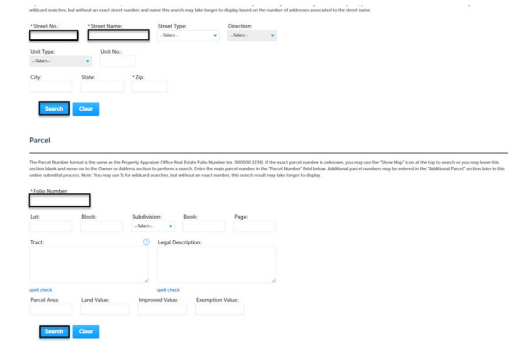 wildcard searches, but without an exact street number and name this search may take longer to display based on the number of addresses associated to the street name.
* Street No.: * Street Name: Street Type: Direction:
--Select-- --Select--
Unit Type: Unit No.:
--Select--
City: State: * Zip:
Search Clear
Parcel
The Parcel Number format is the same as the Property Appraiser Office Real Estate Folio Number (ex. 000000.1234). If the exact parcel number is unknown, you may use the "Show Map" icon at the top to search or you may leave this
section blank and move on to the Owner or Address section to perform a search. Enter the main parcel number in the "Parcel Number" field below. Additional parcel numbers may be entered in the "Additional Parcel" section later in this
online submittal process. Note: You may use % for wildcard searches, but without an exact number, this search result may take longer to display.
* Folio Number:
Lot: Block: Subdivision: Book: Page:
--Select--
Tract: Legal Description:
spell check spell check
Parcel Area: Land Value: Improved Value: Exemption Value:
Search Clear